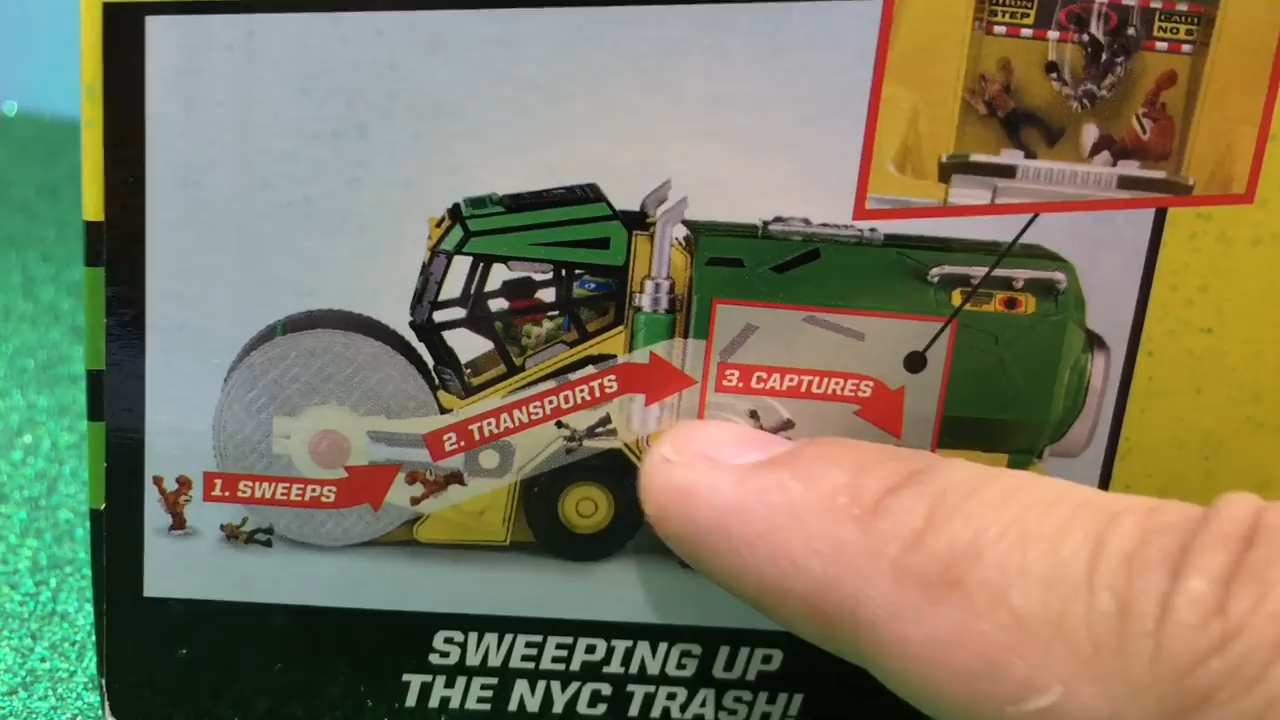 STEP
NO S
3. CAPTURES
2. TRANSPORTS
1. SWEEPS
SWEEPING UP
THE NYC TRASH!